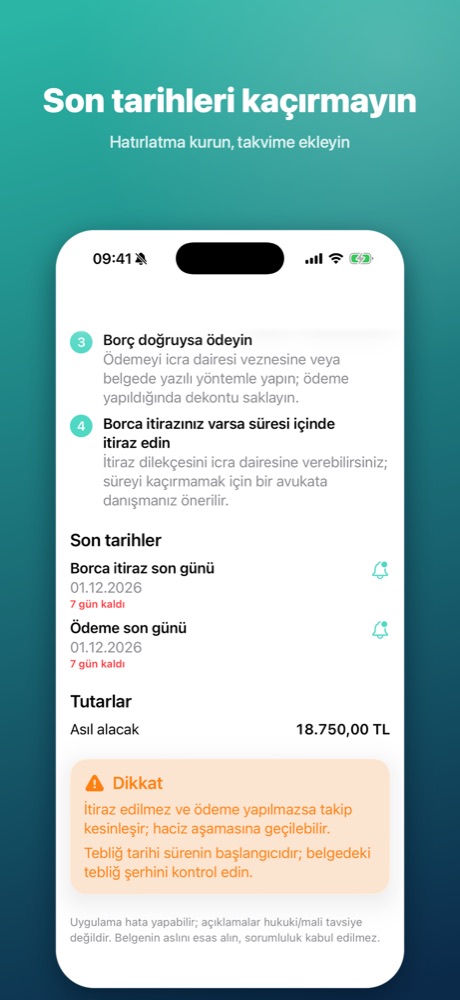 Son tarihleri kaçırmayın
Hatırlatma kurun, takvime ekleyin
09:41
3
Borç doğruysa ödeyin
Ödemeyi icra dairesi veznesine veya
belgede yazılı yöntemle yapın; ödeme
yapıldığında dekontu saklayın.
4
Borca itirazınız varsa süresi içinde
itiraz edin
İtiraz dilekçesini icra dairesine verebilirsiniz;
süreyi kaçırmamak için bir avukata
danışmanız önerilir.
Son tarihler
Borca itiraz son günü
01.12.2026
7 gün kaldı
Ödeme son günü
01.12.2026
7 gün kaldı
Tutarlar
Asıl alacak 18.750,00 TL
Dikkat
İtiraz edilmez ve ödeme yapılmazsa takip
kesinleşir; haciz aşamasına geçilebilir.
Tebliğ tarihi sürenin başlangıcıdır; belgedeki
tebliğ şerhini kontrol edin.
Uygulama hata yapabilir; açıklamalar hukuki/mali tavsiye
değildir. Belgenin aslını esas alın, sorumluluk kabul edilmez.